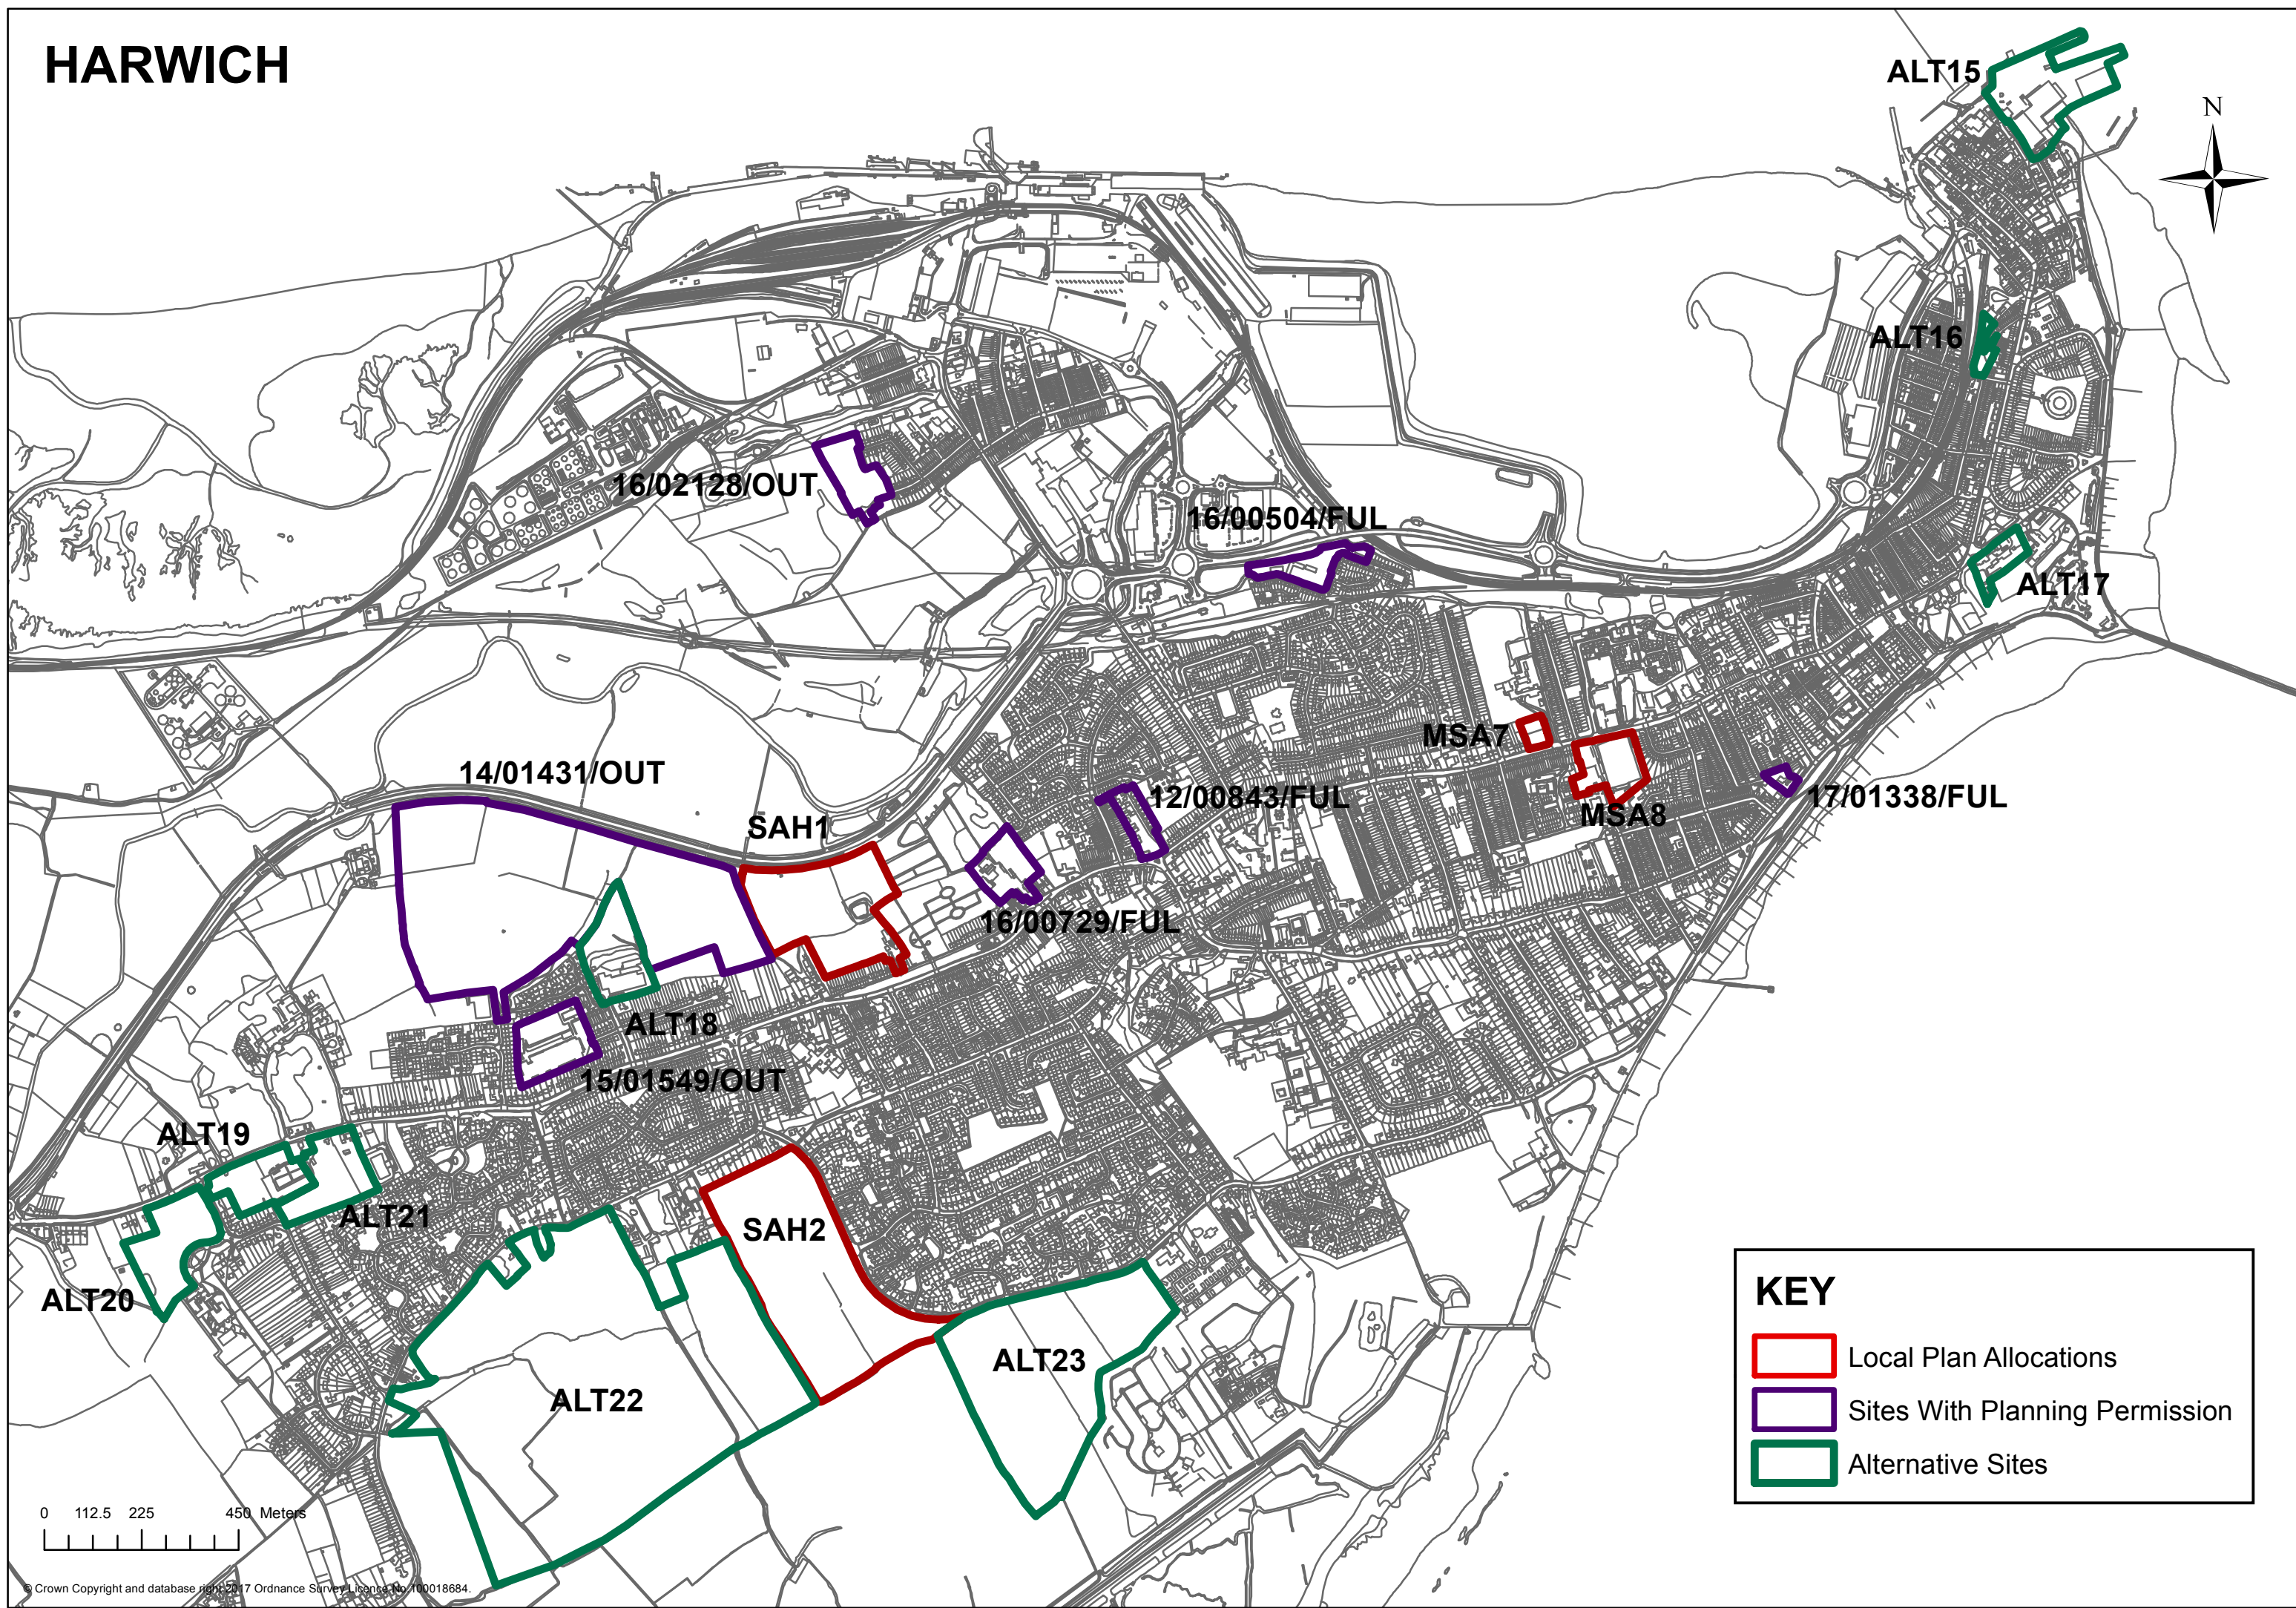 HARWICH
ALT15
N
ALT16
16/02128/OUT
16/00504/FUL
ALT17
MSA7
14/01431/OUT
12/00843/FUL
17/01338/FUL
SAH1
MSA8
16/00729/FUL
ALT18
15/01549/OUT
ALT19
ALT21
SAH2
ALT20
ALT23
ALT22
KEY
Local Plan Allocations
Sites With Planning Permission
Alternative Sites
0 112.5 225 450 Meters
© Crown Copyright and database right 2017 Ordnance Survey Licence No.100018684.